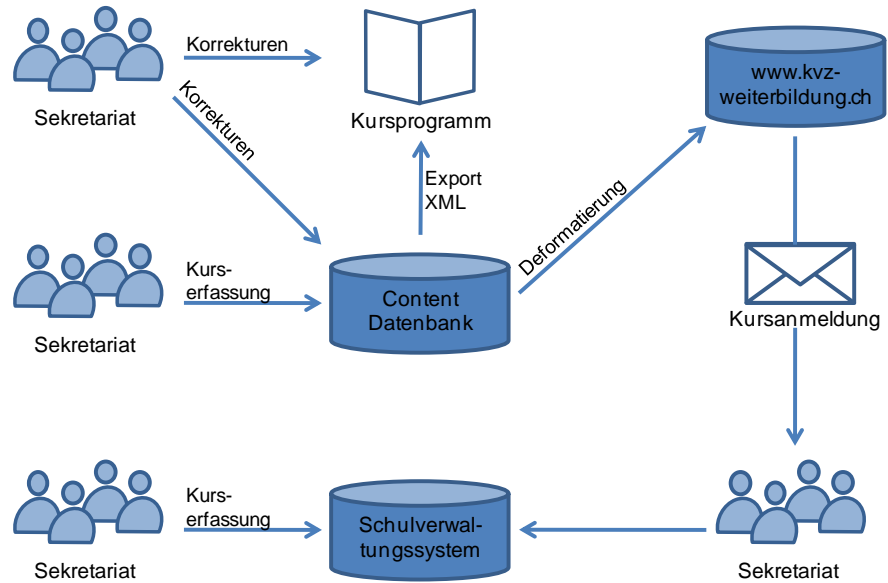 Korrekturen
Sekretariat
Korrekturen
Kursprogramm
www.kvz-
weiterbildung.ch
Export
XML
Deformatierung
Kurs-
erfassung
Sekretariat
Content
Datenbank
Kursanmeldung
Kurs-
erfassung
Sekretariat
Schulverwal-
tungssystem
Sekretariat